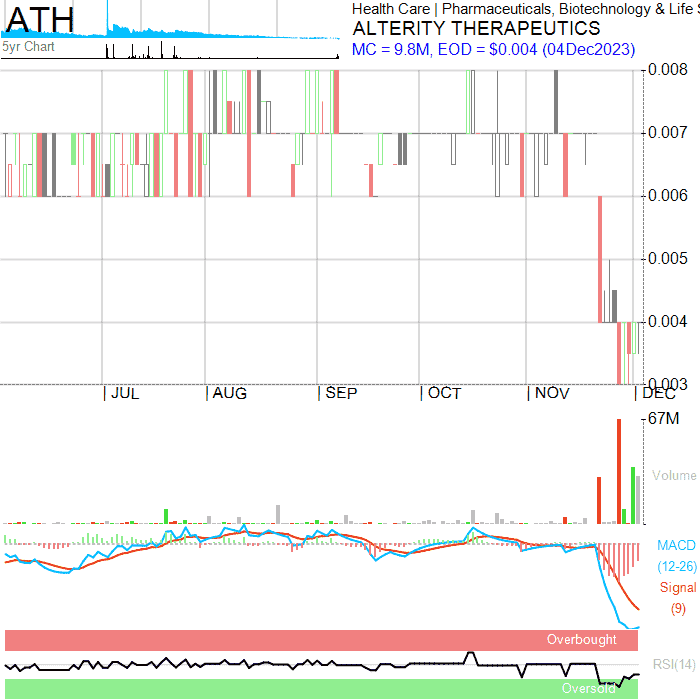 ATH
5yr Chart
Health Care | Pharmaceuticals, Biotechnology & Life S
ALTERITY THERAPEUTICS
MC = 9.8M, EOD = $0.004 (04Dec2023)
0.008
0.007
0.006
0.005
0.004
0.003
JUL AUG SEP OCT NOV DEC
67M
Volume
MACD
(12-26)
Signal
(9)
Overbought
RSI(14)
Oversold